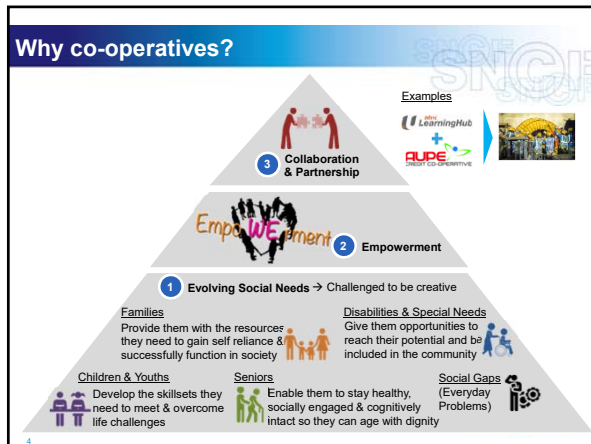 Why co-operatives?
SNCF
SNCF
SNCF
Examples
ntuc
LearningHub
+
AUPE
CREDIT CO-OPERATIVE
3 Collaboration
& Partnership
EmpoWErment
2 Empowerment
1 Evolving Social Needs → Challenged to be creative
Families
Provide them with the resources
they need to gain self reliance &
successfully function in society
Disabilities & Special Needs
Give them opportunities to
reach their potential and be
included in the community
Children & Youths
Develop the skillsets they
need to meet & overcome
life challenges
Seniors
Enable them to stay healthy,
socially engaged & cognitively
intact so they can age with dignity
Social Gaps
(Everyday
Problems)
4